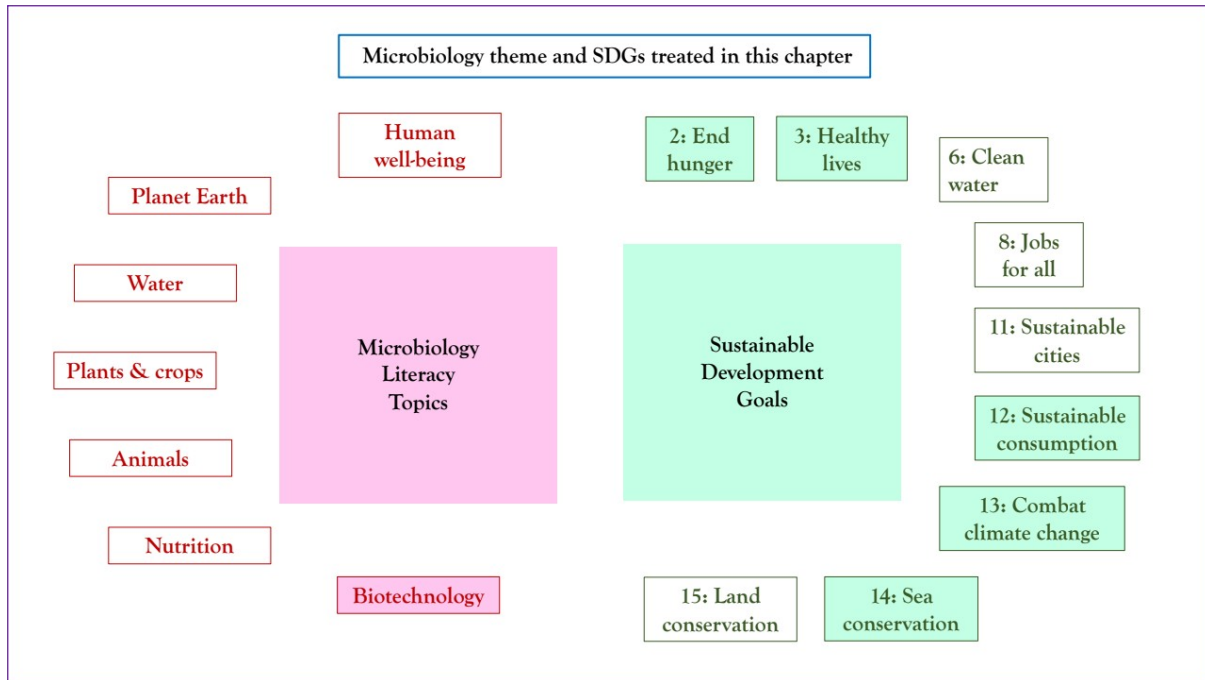 Microbiology theme and SDGs treated in this chapter
Human
well-being
Planet Earth
Water
Plants & crops
Animals
Nutrition
Biotechnology
Microbiology
Literacy
Topics
Sustainable
Development
Goals
2: End
hunger
3: Healthy
lives
6: Clean
water
8: Jobs
for all
11: Sustainable
cities
12: Sustainable
consumption
13: Combat
climate change
14: Sea
conservation
15: Land
conservation